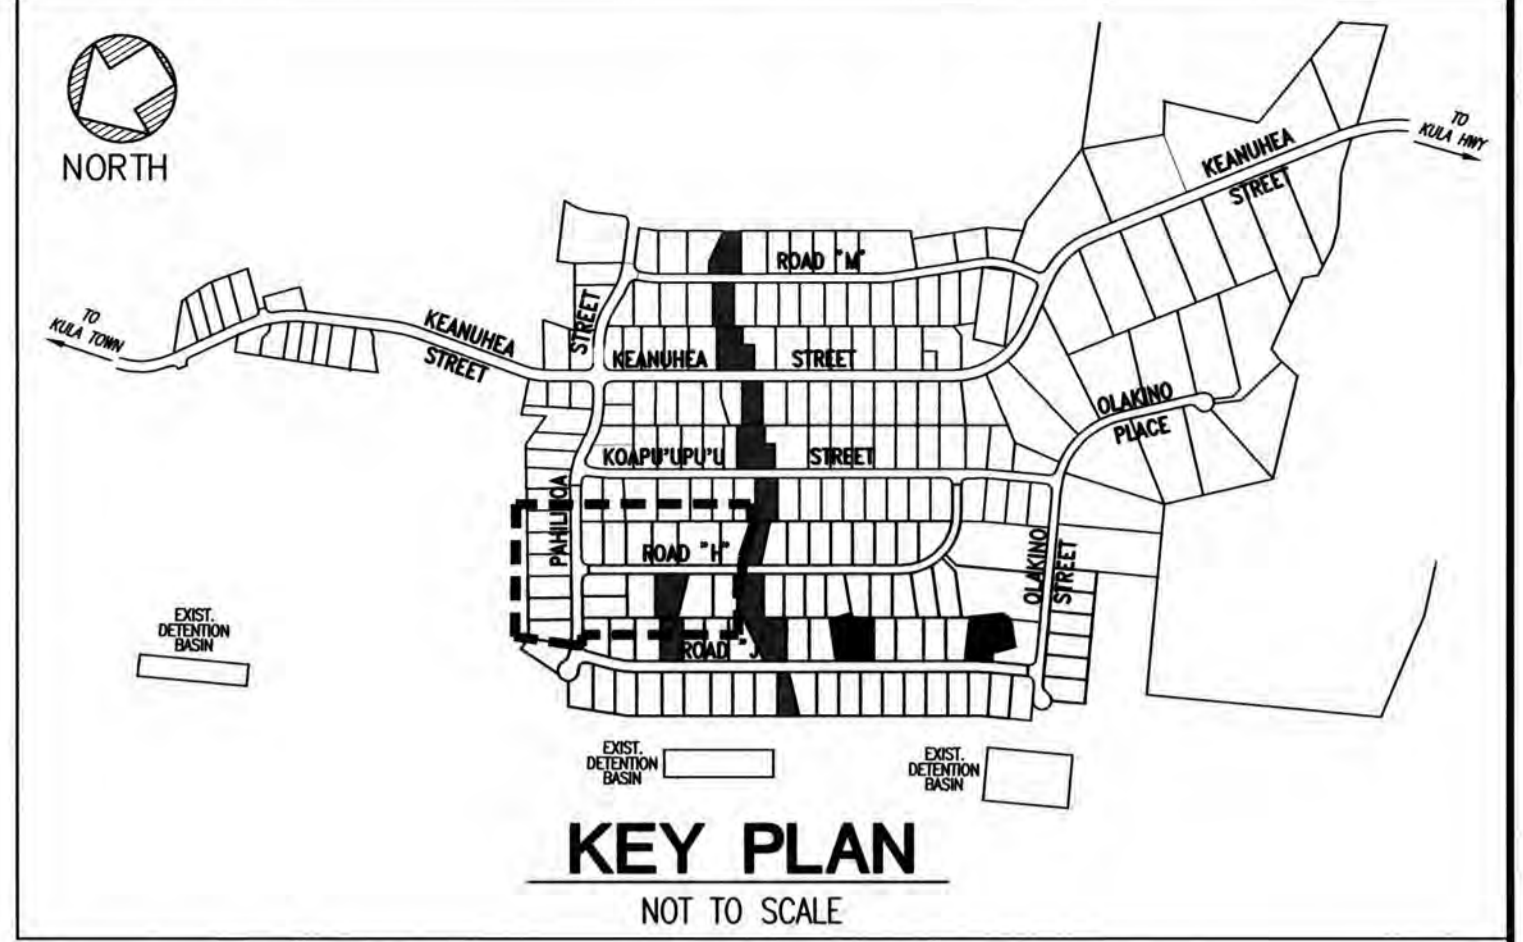 NORTH
TO
KULA HWY
KEANUHEA
STREET
ROAD "M"
STREET
TO
KULA TOWN
KEANUHEA
STREET
KEANUHEA STREET
OLAKINO
PLACE
KOAPU'UPU'U STREET
ROAD "H"
OLAKINO
STREET
EXIST.
DETENTION
BASIN
ROAD "J
EXIST.
DETENTION
BASIN
EXIST.
DETENTION
BASIN
KEY PLAN
NOT TO SCALE